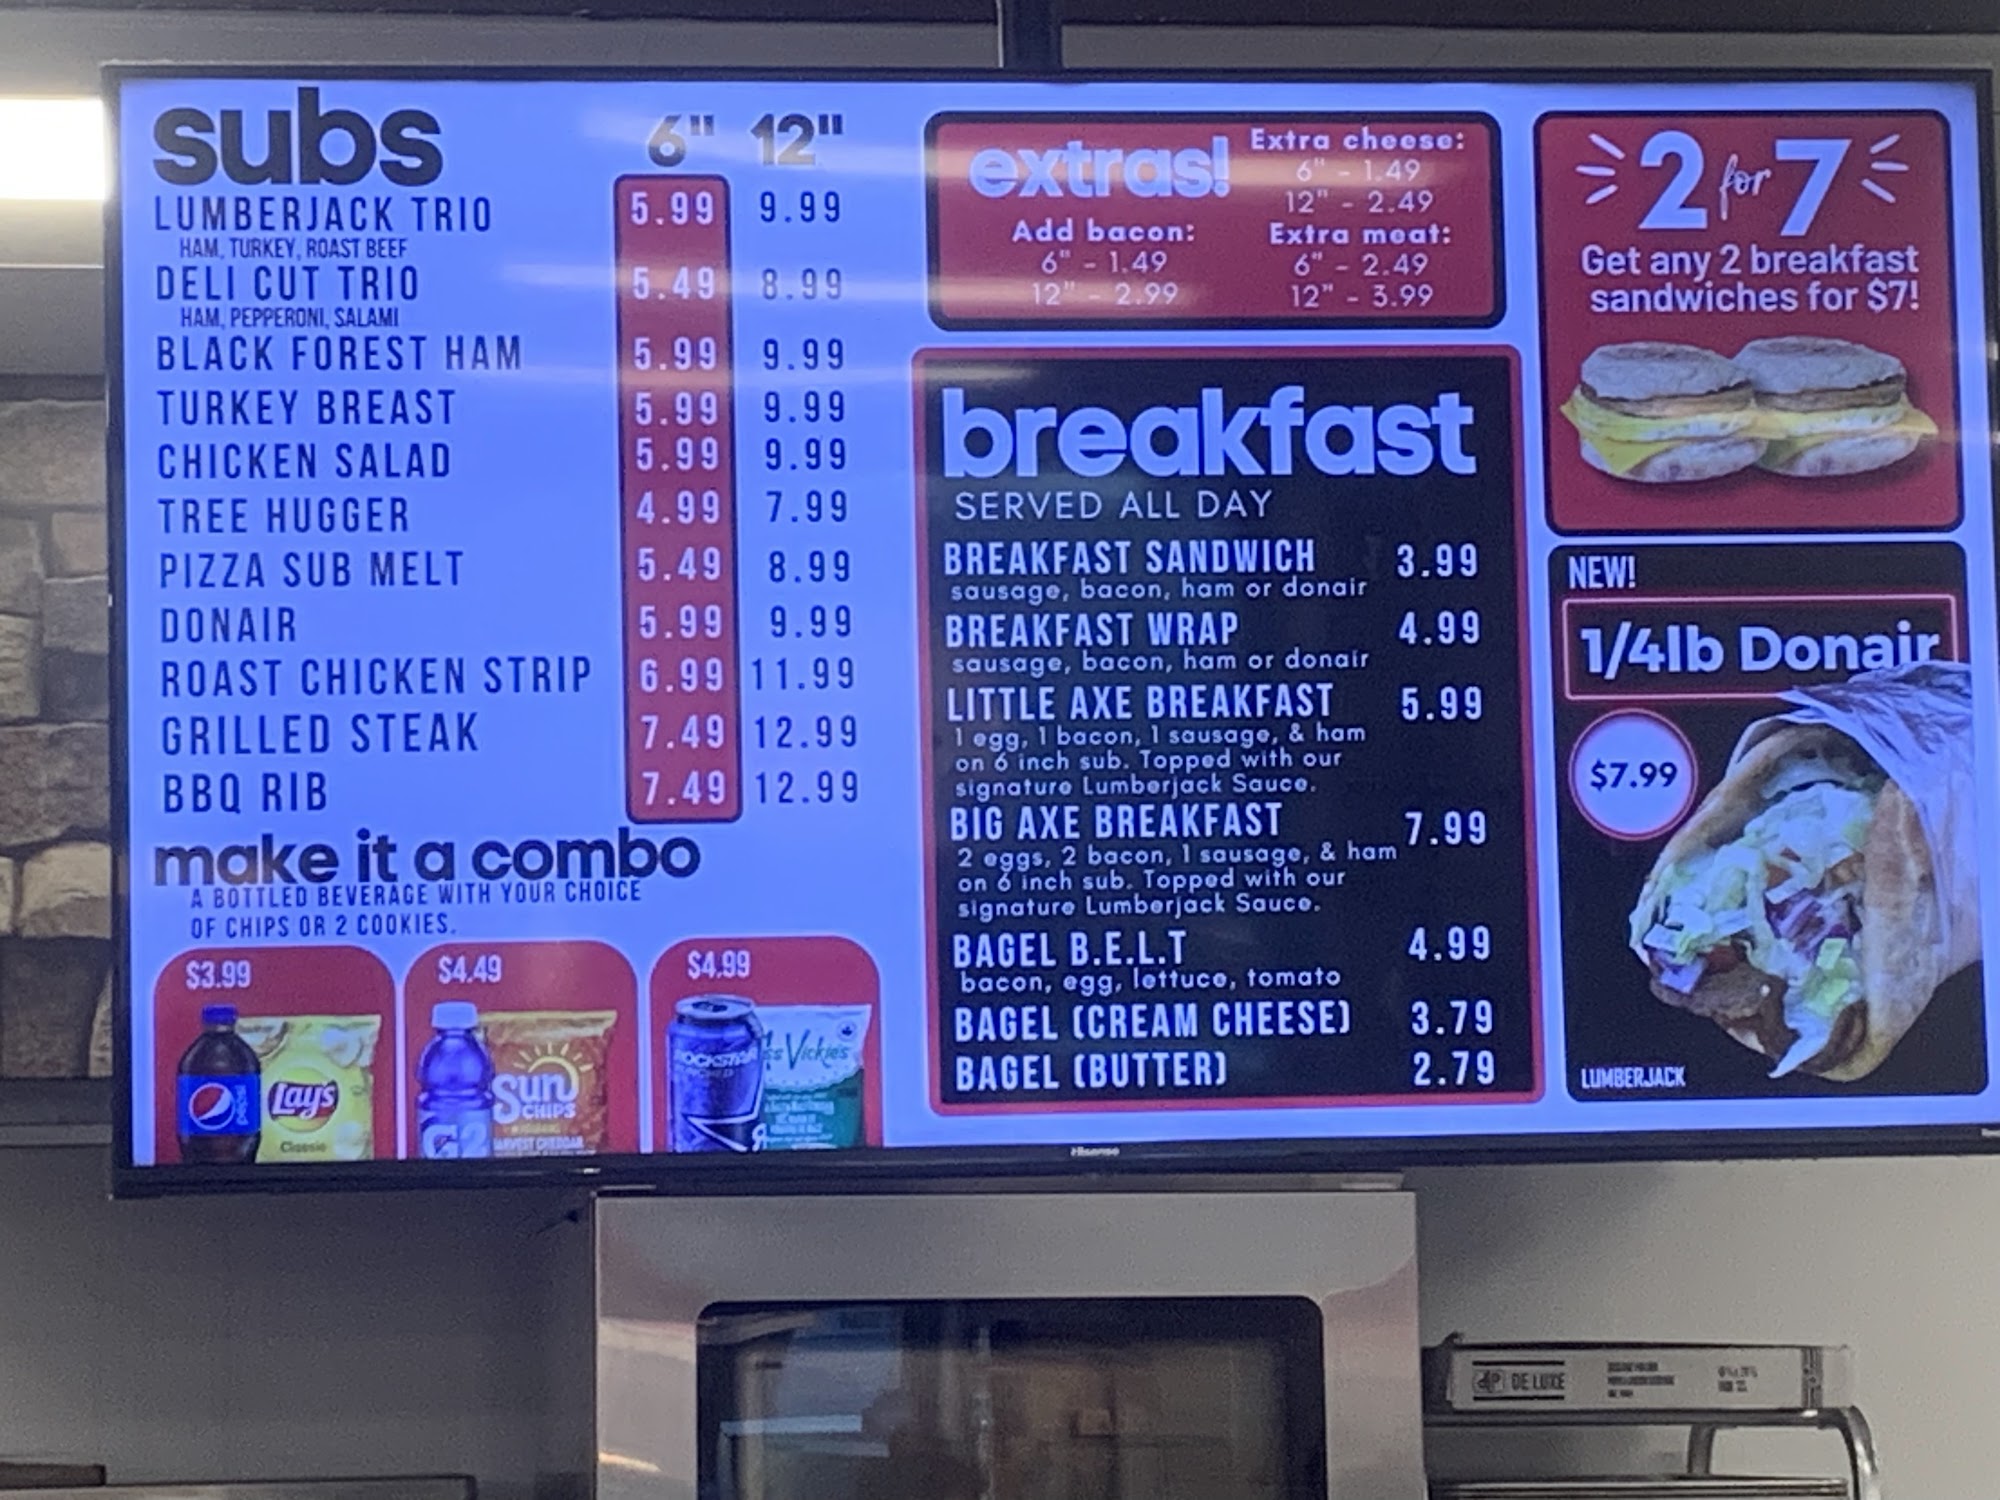 subs 6" 12"
LUMBERJACK TRIO 5.99 9.99
HAM, TURKEY, ROAST BEEF
DELI CUT TRIO 5.49 8.99
HAM, PEPPERONI, SALAMI
BLACK FOREST HAM 5.99 9.99
TURKEY BREAST 5.99 9.99
CHICKEN SALAD 5.99 9.99
TREE HUGGER 4.99 7.99
PIZZA SUB MELT 5.49 8.99
DONAIR 5.99 9.99
ROAST CHICKEN STRIP 6.99 11.99
GRILLED STEAK 7.49 12.99
BBQ RIB 7.49 12.99
make it a combo
A BOTTLED BEVERAGE WITH YOUR CHOICE
OF CHIPS OR 2 COOKIES.
$3.99
pepsi
Lay's
Classic
$4.49
G2
Sun
CHIPS
HARVEST CHEDDAR
$4.99
ROCKSTAR
ss Vickie's
extras!
Add bacon:
6" - 1.49
12" - 2.99
Extra cheese:
6" - 1.49
12" - 2.49
Extra meat:
6" - 2.49
12" - 3.99
breakfast
SERVED ALL DAY
BREAKFAST SANDWICH 3.99
sausage, bacon, ham or donair
BREAKFAST WRAP 4.99
sausage, bacon, ham or donair
LITTLE AXE BREAKFAST 5.99
1 egg, 1 bacon, 1 sausage, & ham
on 6 inch sub. Topped with our
signature Lumberjack Sauce.
BIG AXE BREAKFAST 7.99
2 eggs, 2 bacon, 1 sausage, & ham
on 6 inch sub. Topped with our
signature Lumberjack Sauce.
BAGEL B.E.L.T 4.99
bacon, egg, lettuce, tomato
BAGEL (CREAM CHEESE) 3.79
BAGEL (BUTTER) 2.79
2 for 7
Get any 2 breakfast
sandwiches for $7!
NEW!
1/4lb Donair
$7.99
LUMBERJACK
Hisense
DE LUXE